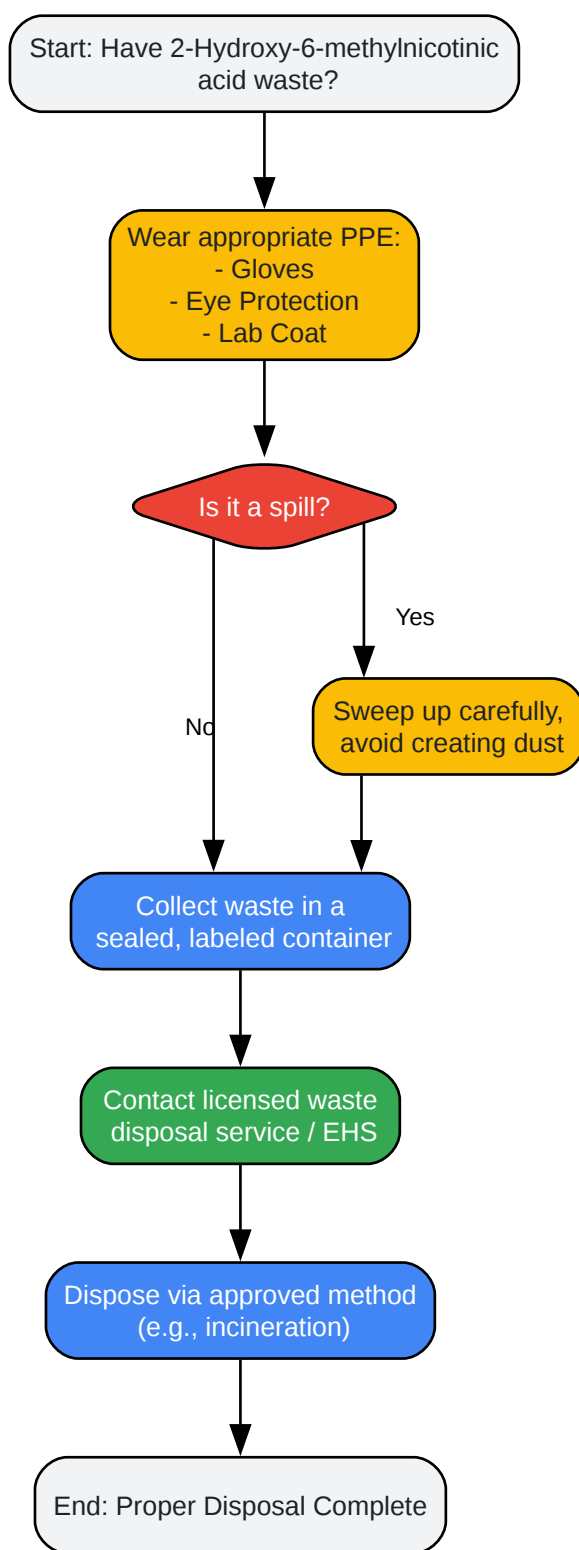 Start: Have 2-Hydroxy-6-methylnicotinic
acid waste?
Wear appropriate PPE:
- Gloves
- Eye Protection
- Lab Coat
Is it a spill?
Yes
Sweep up carefully,
avoid creating dust
No
Collect waste in a
sealed, labeled container
Contact licensed waste
disposal service / EHS
Dispose via approved method
(e.g., incineration)
End: Proper Disposal Complete